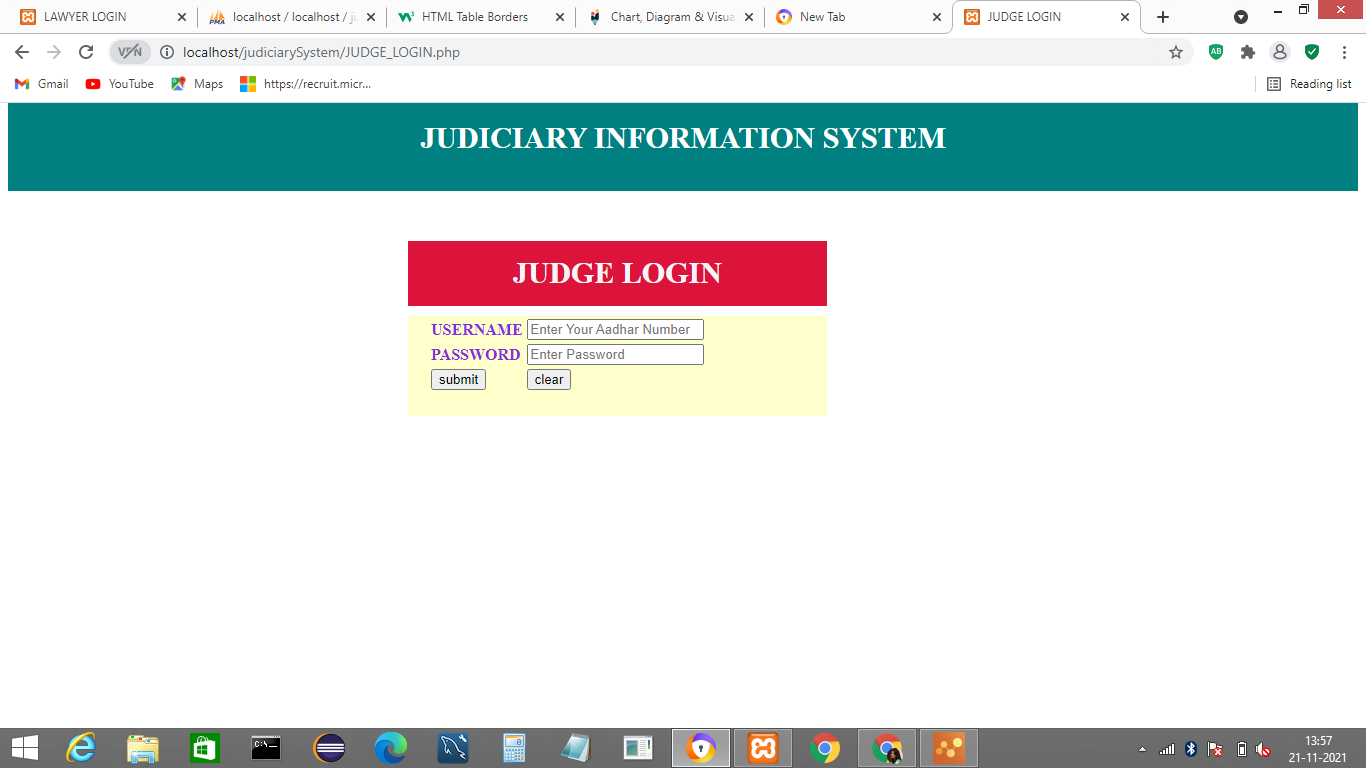 LAWYER LOGIN
localhost / localhost / ju
HTML Table Borders
Chart, Diagram & Visua
New Tab
JUDGE LOGIN
VPN
localhost/judiciarySystem/JUDGE_LOGIN.php
Gmail
YouTube
Maps
https://recruit.micr...
Reading list
JUDICIARY INFORMATION SYSTEM
JUDGE LOGIN
USERNAME Enter Your Aadhar Number
PASSWORD Enter Password
submit clear
13:57
21-11-2021